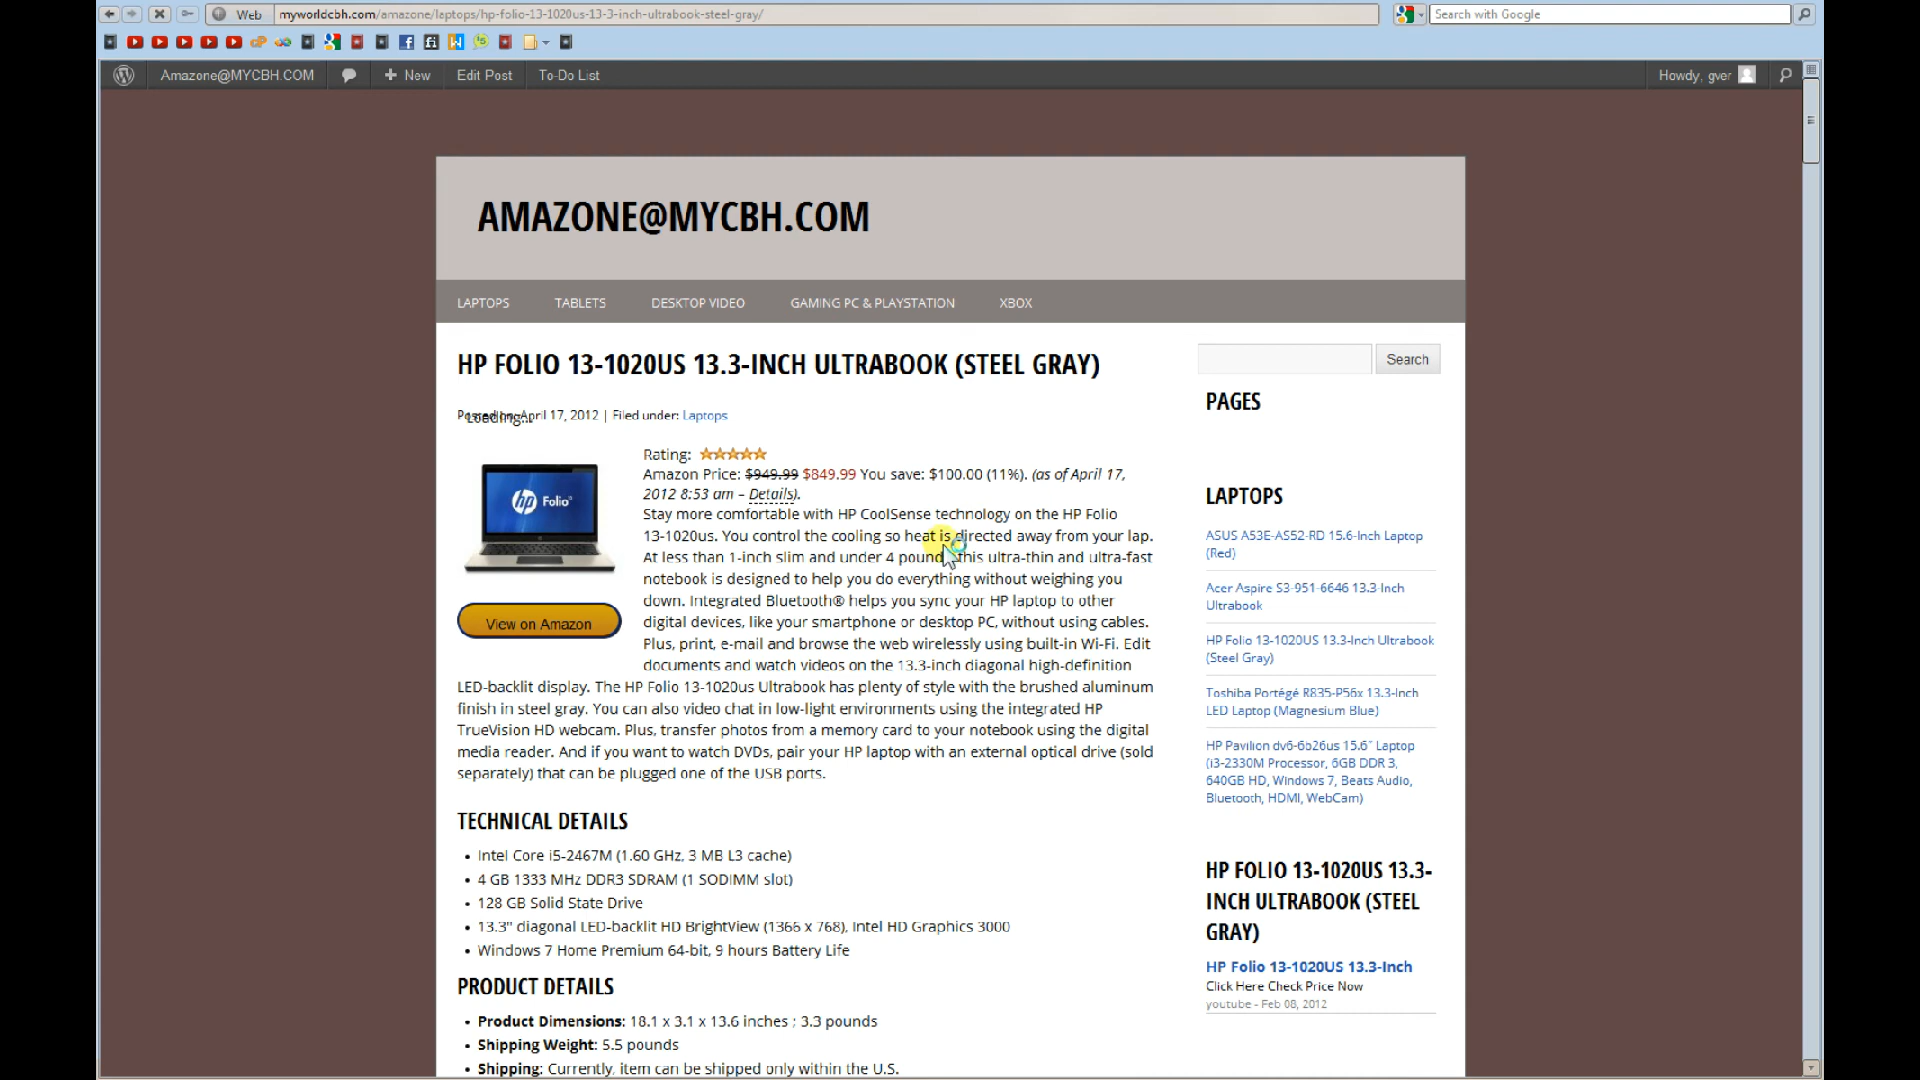 Web
myworldcbh.com/amazone/laptops/hp-folio-13-1020us-13-3-inch-ultrabook-steel-gray/
Search with Google
Amazone@MYCBH.COM
New
Edit Post
To-Do List
Howdy, gver
AMAZONE@MYCBH.COM
LAPTOPS
TABLETS
DESKTOP VIDEO
GAMING PC & PLAYSTATION
XBOX
HP FOLIO 13-1020US 13.3-INCH ULTRABOOK (STEEL GRAY)
Posted on April 17, 2012 | Filed under: Laptops
Loading...
hp Folio
View on Amazon
Rating:
Amazon Price: $949.99 $849.99 You save: $100.00 (11%). (as of April 17,
2012 8:53 am – Details).
Stay more comfortable with HP CoolSense technology on the HP Folio
13-1020us. You control the cooling so heat is directed away from your lap.
At less than 1-inch slim and under 4 pound this ultra-thin and ultra-fast
notebook is designed to help you do everything without weighing you
down. Integrated Bluetooth® helps you sync your HP laptop to other
digital devices, like your smartphone or desktop PC, without using cables.
Plus, print, e-mail and browse the web wirelessly using built-in Wi-Fi. Edit
documents and watch videos on the 13.3-inch diagonal high-definition
LED-backlit display. The HP Folio 13-1020us Ultrabook has plenty of style with the brushed aluminum
finish in steel gray. You can also video chat in low-light environments using the integrated HP
TrueVision HD webcam. Plus, transfer photos from a memory card to your notebook using the digital
media reader. And if you want to watch DVDs, pair your HP laptop with an external optical drive (sold
separately) that can be plugged one of the USB ports.
TECHNICAL DETAILS
• Intel Core i5-2467M (1.60 GHz, 3 MB L3 cache)
• 4 GB 1333 MHz DDR3 SDRAM (1 SODIMM slot)
• 128 GB Solid State Drive
• 13.3" diagonal LED-backlit HD BrightView (1366 x 768), Intel HD Graphics 3000
• Windows 7 Home Premium 64-bit, 9 hours Battery Life
PRODUCT DETAILS
• Product Dimensions: 18.1 x 3.1 x 13.6 inches ; 3.3 pounds
• Shipping Weight: 5.5 pounds
• Shipping: Currently, item can be shipped only within the U.S.
Search
PAGES
LAPTOPS
ASUS A53E-AS52-RD 15.6-Inch Laptop
(Red)
Acer Aspire S3-951-6646 13.3-Inch
Ultrabook
HP Folio 13-1020US 13.3-Inch Ultrabook
(Steel Gray)
Toshiba Portégé R835-P56x 13.3-Inch
LED Laptop (Magnesium Blue)
HP Pavilion dv6-6b26us 15.6" Laptop
(i3-2330M Processor, 6GB DDR 3,
640GB HD, Windows 7, Beats Audio,
Bluetooth, HDMI, WebCam)
HP FOLIO 13-1020US 13.3-
INCH ULTRABOOK (STEEL
GRAY)
HP Folio 13-1020US 13.3-Inch
Click Here Check Price Now
youtube - Feb 08, 2012